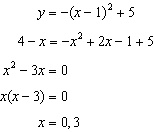 y = −(x − 1)² + 5
4 − x = −x² + 2x − 1 + 5
x² − 3x = 0
x(x − 3) = 0
x = 0, 3